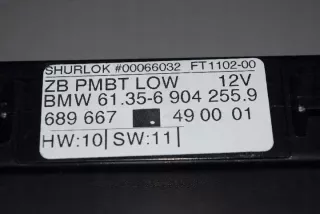 SHURLOK #00066032 FT1102-00
ZB PMBT LOW 12V
BMW 61.35-6 904 255.9
689 667 49 00 01
HW:10 SW:11